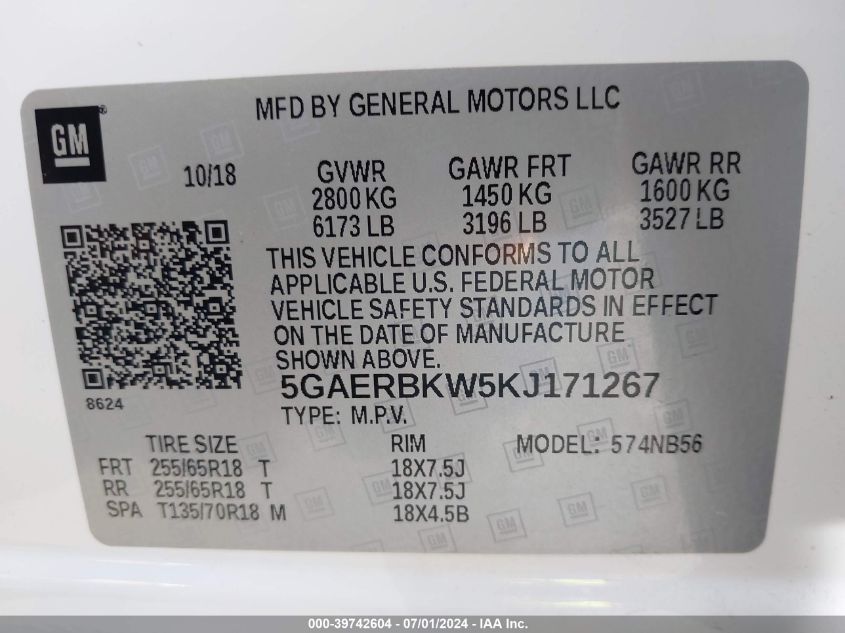 GM ®
MFD BY GENERAL MOTORS LLC
10/18 GVWR GAWR FRT GAWR RR
2800 KG 1450 KG 1600 KG
6173 LB 3196 LB 3527 LB
THIS VEHICLE CONFORMS TO ALL
APPLICABLE U.S. FEDERAL MOTOR
VEHICLE SAFETY STANDARDS IN EFFECT
ON THE DATE OF MANUFACTURE
SHOWN ABOVE.
5GAERBKW5KJ171267
8624
TYPE: M.P.V.
TIRE SIZE RIM MODEL: 574NB56
FRT 255/65R18 T 18X7.5J
RR 255/65R18 T 18X7.5J
SPA T135/70R18 M 18X4.5B
000-39742604 - 07/01/2024 - IAA Inc.